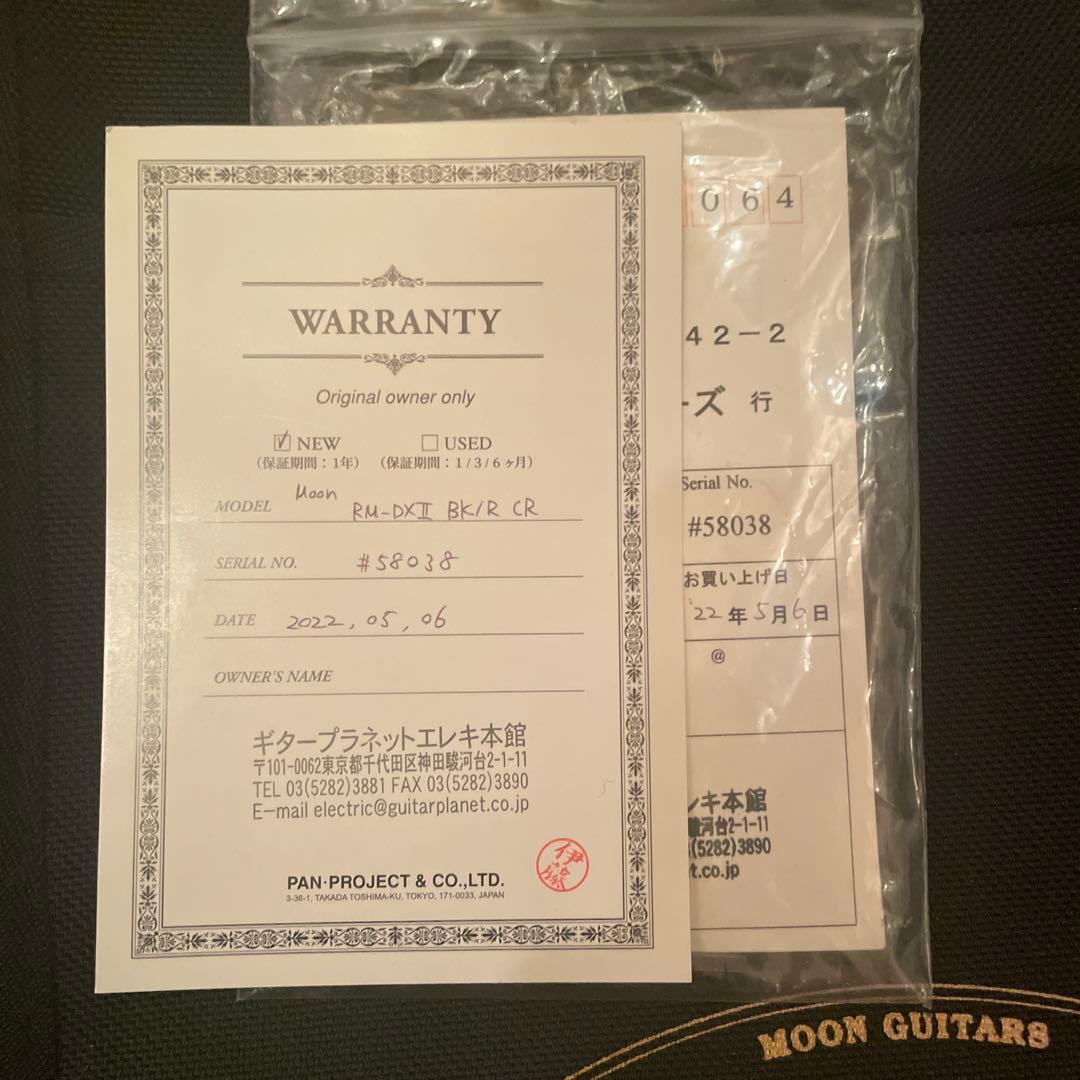 WARRANTY
Original owner only
☑ NEW ☐ USED
(保証期間：1年) (保証期間：1/3/6ヶ月)
MODEL Moon RM-DXⅡ BK/R CR
SERIAL NO. #58038
DATE 2022,05,06
OWNER'S NAME
ギタープラネットエレキ本館
〒101-0062東京都千代田区神田駿河台2-1-11
TEL 03(5282)3881 FAX 03(5282)3890
E-mail electric@guitarplanet.co.jp
伊藤
PAN·PROJECT & CO.,LTD.
3-36-1, TAKADA TOSHIMA-KU, TOKYO, 171-0033, JAPAN
064
42-2
ーズ 行
Serial No.
#58038
お買い上げ日
'22年5月6日
@
レキ本館
駿河台2-1-11
(5282)3890
t.co.jp
MOON GUITARS